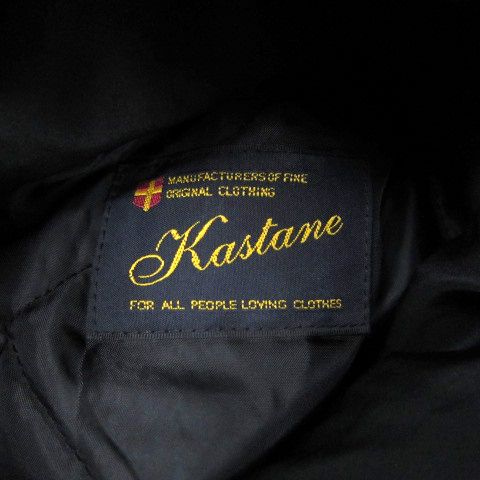 MANUFACTURERS OF FINE
ORIGINAL CLOTHING
Kastane
FOR ALL PEOPLE LOVING CLOTHES